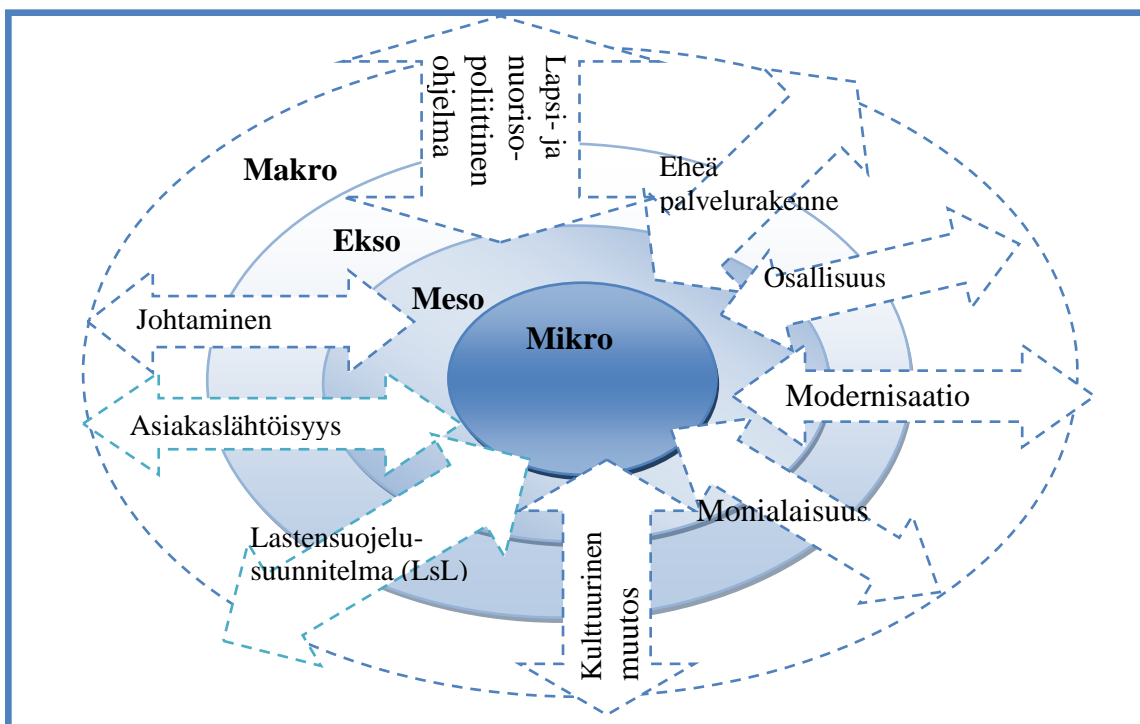 Lapsi- ja
nuoriso-
poliittinen
ohjelma
Makro
Eheä
palvelurakenne
Ekso
Osallisuus
Meso
Johtaminen
Mikro
Modernisaatio
Asiakaslähtöisyys
Monialaisuus
Lastensuojelu-
suunnitelma (LsL)
Kulttuurinen
muutos